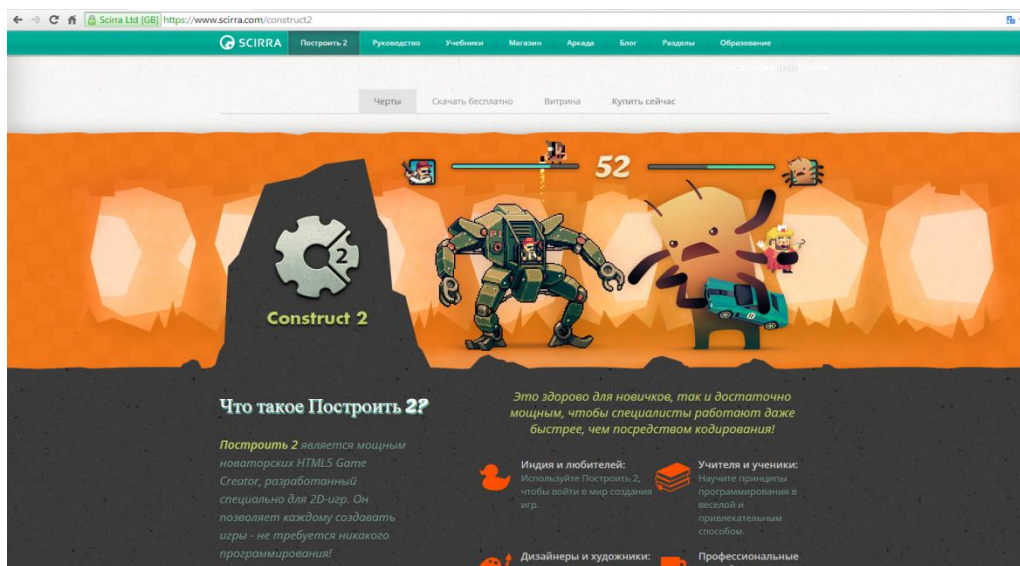 Scirra Ltd [GB] https://www.scirra.com/construct2
SCIRRA Построить 2 Руководство Учебники Магазин Аркада Блог Разделы Образование
Черты Скачать бесплатно Витрина Купить сейчас
52
2
Construct 2
Что такое Построить 2?
Построить 2 является мощным
новаторских HTML5 Game
Creator, разработанный
специально для 2D-игр. Он
позволяет каждому создавать
игры - не требуется никакого
программирования!
Это здорово для новичков, так и достаточно
мощным, чтобы специалисты работают даже
быстрее, чем посредством кодирования!
Индия и любителей:
Используйте Построить 2,
чтобы войти в мир создания
игр.
Учителя и ученики:
Научите принципы
программирования в
веселой и
привлекательным
способом.
Дизайнеры и художники:
Профессиональные